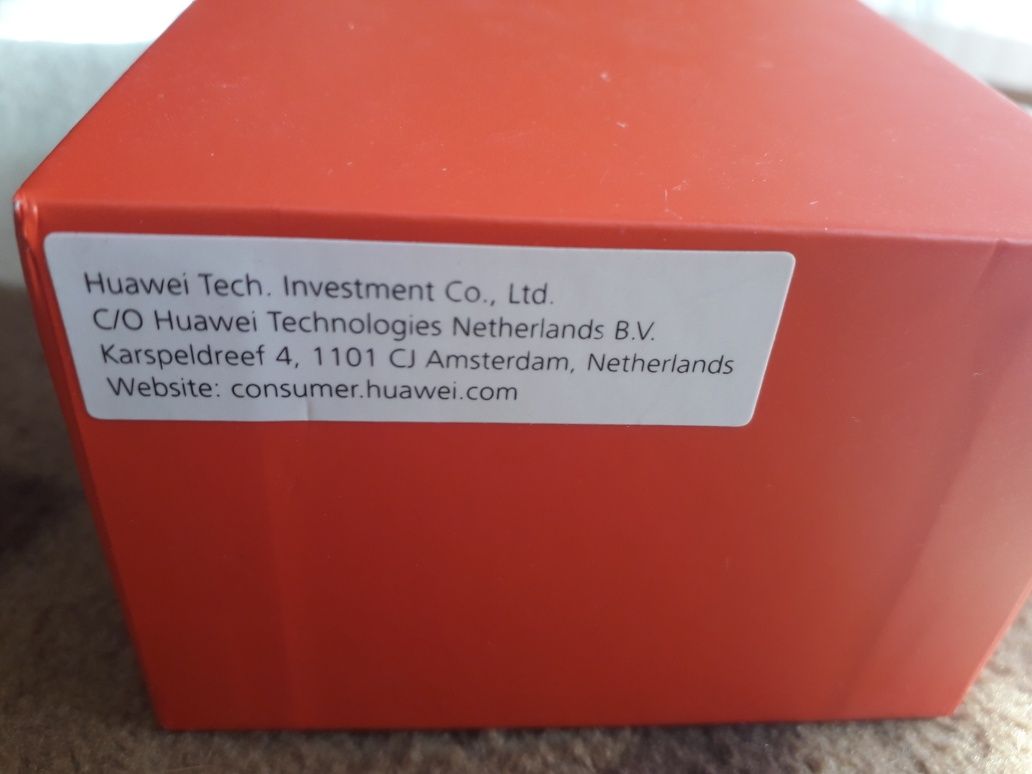 Huawei Tech. Investment Co., Ltd.
C/O Huawei Technologies Netherlands B.V.
Karspeldreef 4, 1101 CJ Amsterdam, Netherlands
Website: consumer.huawei.com